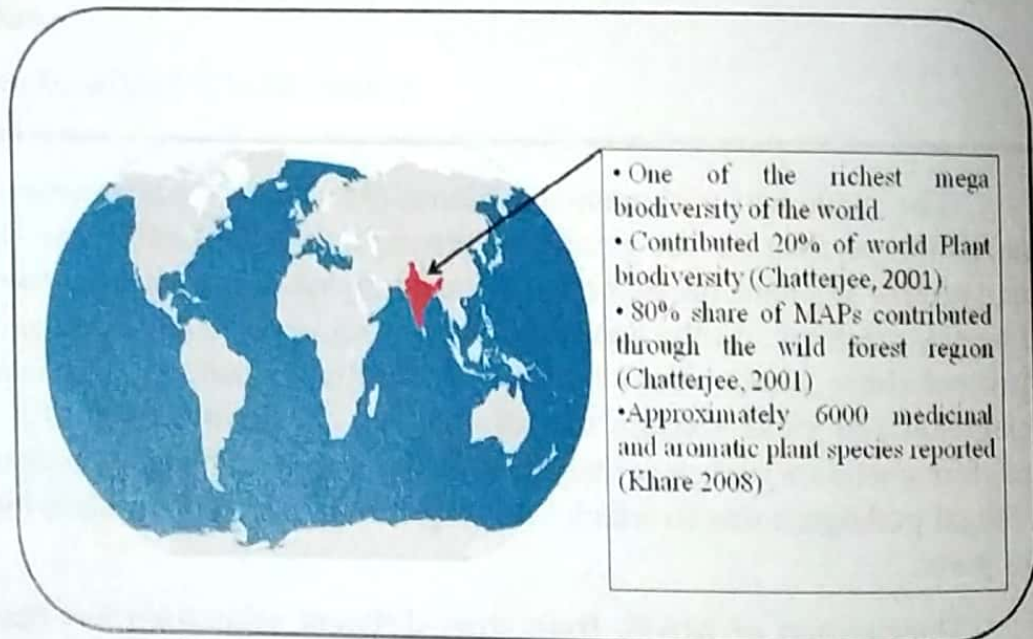 • One of the richest mega
biodiversity of the world
• Contributed 20% of world Plant
biodiversity (Chatterjee, 2001)
• 80% share of MAPs contributed
through the wild forest region
(Chatterjee, 2001)
•Approximately 6000 medicinal
and aromatic plant species reported
(Khare 2008)